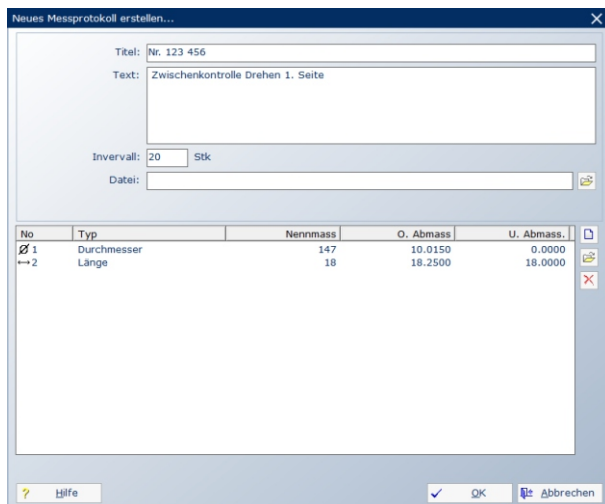 Neues Messprotokoll erstellen...
Titel: Nr. 123 456
Text: Zwischenkontrolle Drehen 1. Seite
Invervall: 20 Stk
Datei:
No Typ Nennmass O. Abmass U. Abmass.
1 Durchmesser 147 10.0150 0.0000
2 Länge 18 18.2500 18.0000
? Hilfe OK Abbrechen